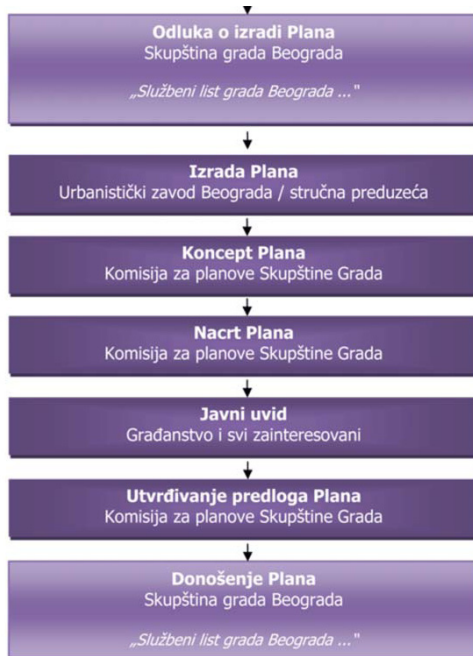 Odluka o izradi Plana
Skupština grada Beograda
„Službeni list grada Beograda ..."
Izrada Plana
Urbanistički zavod Beograda / stručna preduzeća
Koncept Plana
Komisija za planove Skupštine Grada
Nacrt Plana
Komisija za planove Skupštine Grada
Javni uvid
Građanstvo i svi zainteresovani
Utvrđivanje predloga Plana
Komisija za planove Skupštine Grada
Donošenje Plana
Skupština grada Beograda
„Službeni list grada Beograda ..."